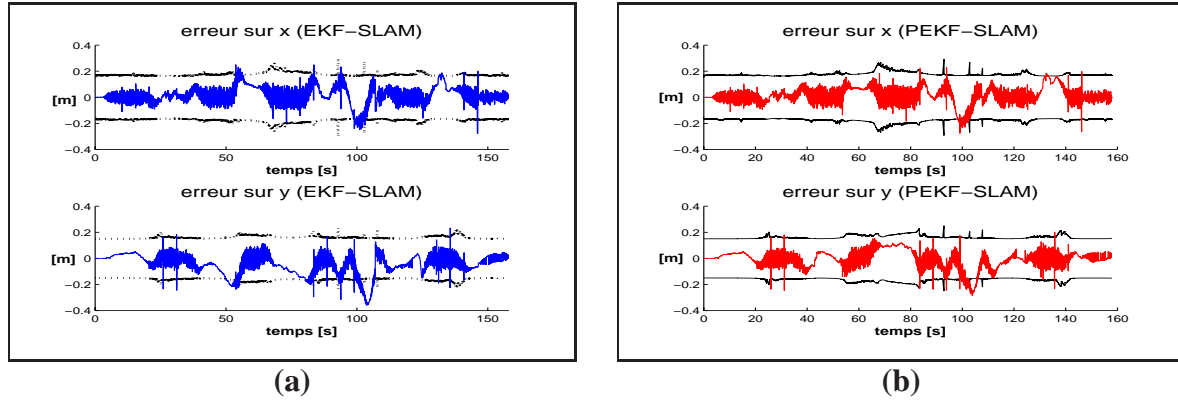 erreur sur x (EKF−SLAM)
0.4
0.2
[m] 0
−0.2
−0.4
0 50 100 150
temps [s]
erreur sur y (EKF−SLAM)
0.4
0.2
[m] 0
−0.2
−0.4
0 50 100 150
temps [s]
(a)
erreur sur x (PEKF−SLAM)
0.4
0.2
[m] 0
−0.2
−0.4
0 20 40 60 80 100 120 140 160
temps [s]
erreur sur y (PEKF−SLAM)
0.4
0.2
[m] 0
−0.2
−0.4
0 20 40 60 80 100 120 140 160
temps [s]
(b)